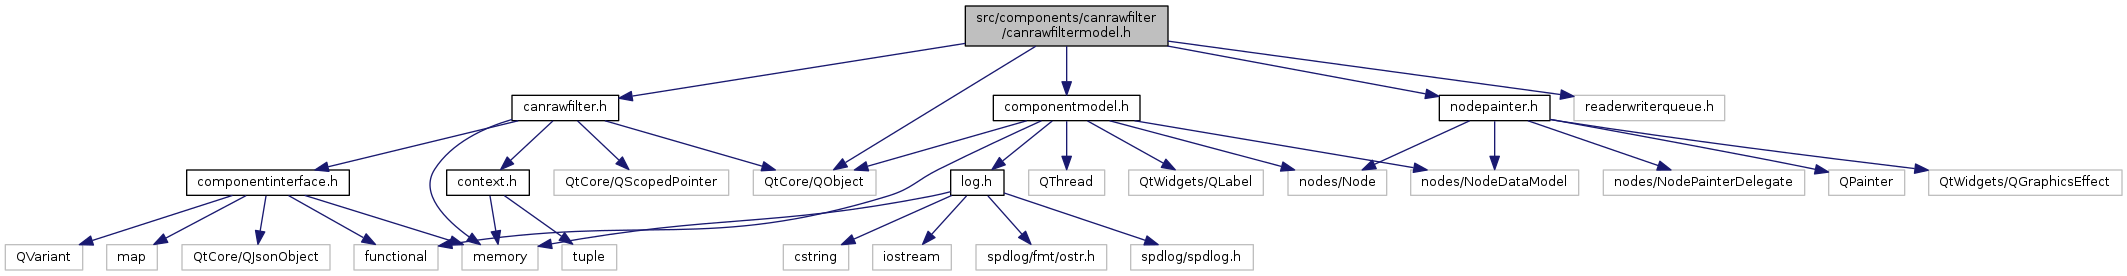 src/components/canrawfilter
/canrawfiltermodel.h
canrawfilter.h
componentmodel.h
nodepainter.h
readerwriterqueue.h
componentinterface.h
context.h
QtCore/QScopedPointer
QtCore/QObject
log.h
QThread
QtWidgets/QLabel
nodes/Node
nodes/NodeDataModel
nodes/NodePainterDelegate
QPainter
QtWidgets/QGraphicsEffect
QVariant
map
QtCore/QJsonObject
functional
memory
tuple
cstring
iostream
spdlog/fmt/ostr.h
spdlog/spdlog.h